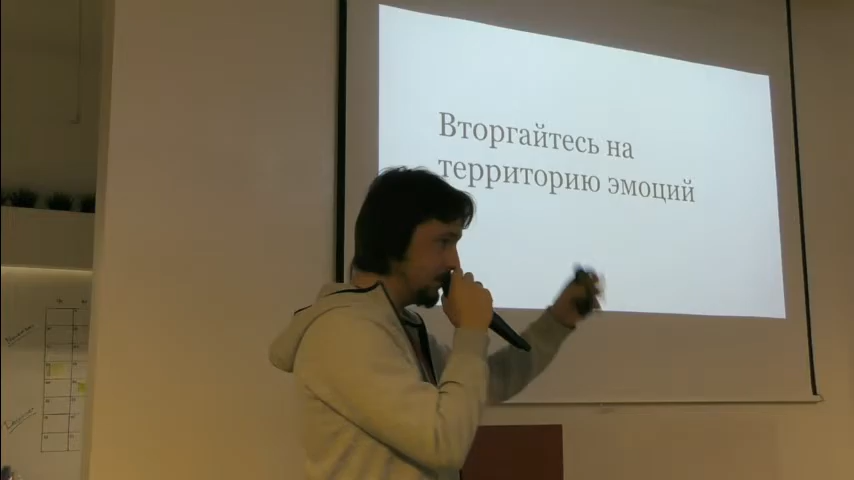 Вторгайтесь на
территорию эмоций